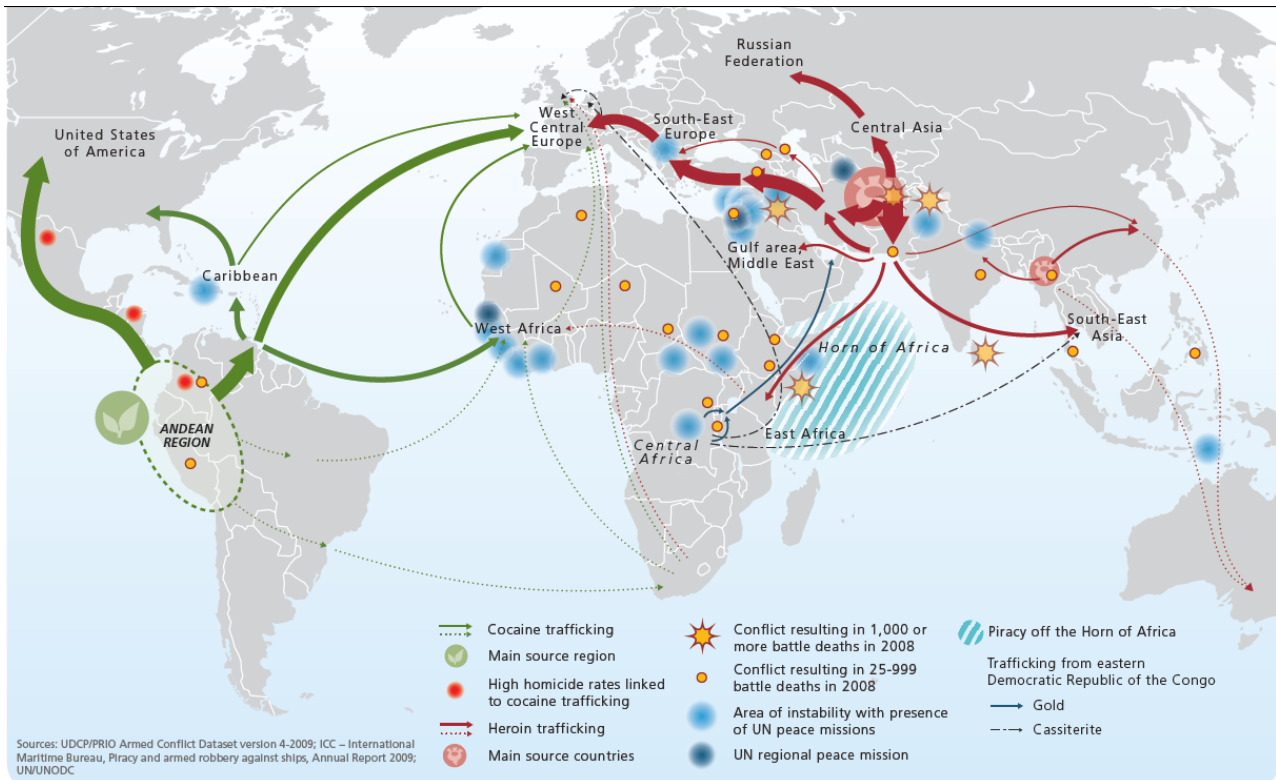 Russian
Federation
United States
of America
West
Central
Europe
South-East
Europe
Central Asia
Caribbean
Gulf area
Middle East
West Africa
South-East
Asia
Horn of Africa
ANDEAN
REGION
East Africa
Central
Africa
Cocaine trafficking
Main source region
High homicide rates linked
to cocaine trafficking
Heroin trafficking
Main source countries
Conflict resulting in 1,000 or
more battle deaths in 2008
Conflict resulting in 25-999
battle deaths in 2008
Area of instability with presence
of UN peace missions
UN regional peace mission
Piracy off the Horn of Africa
Trafficking from eastern
Democratic Republic of the Congo
Gold
Cassiterite
Sources: UDCP/PRIO Armed Conflict Dataset version 4-2009; ICC – International
Maritime Bureau, Piracy and armed robbery against ships, Annual Report 2009;
UN/UNODC